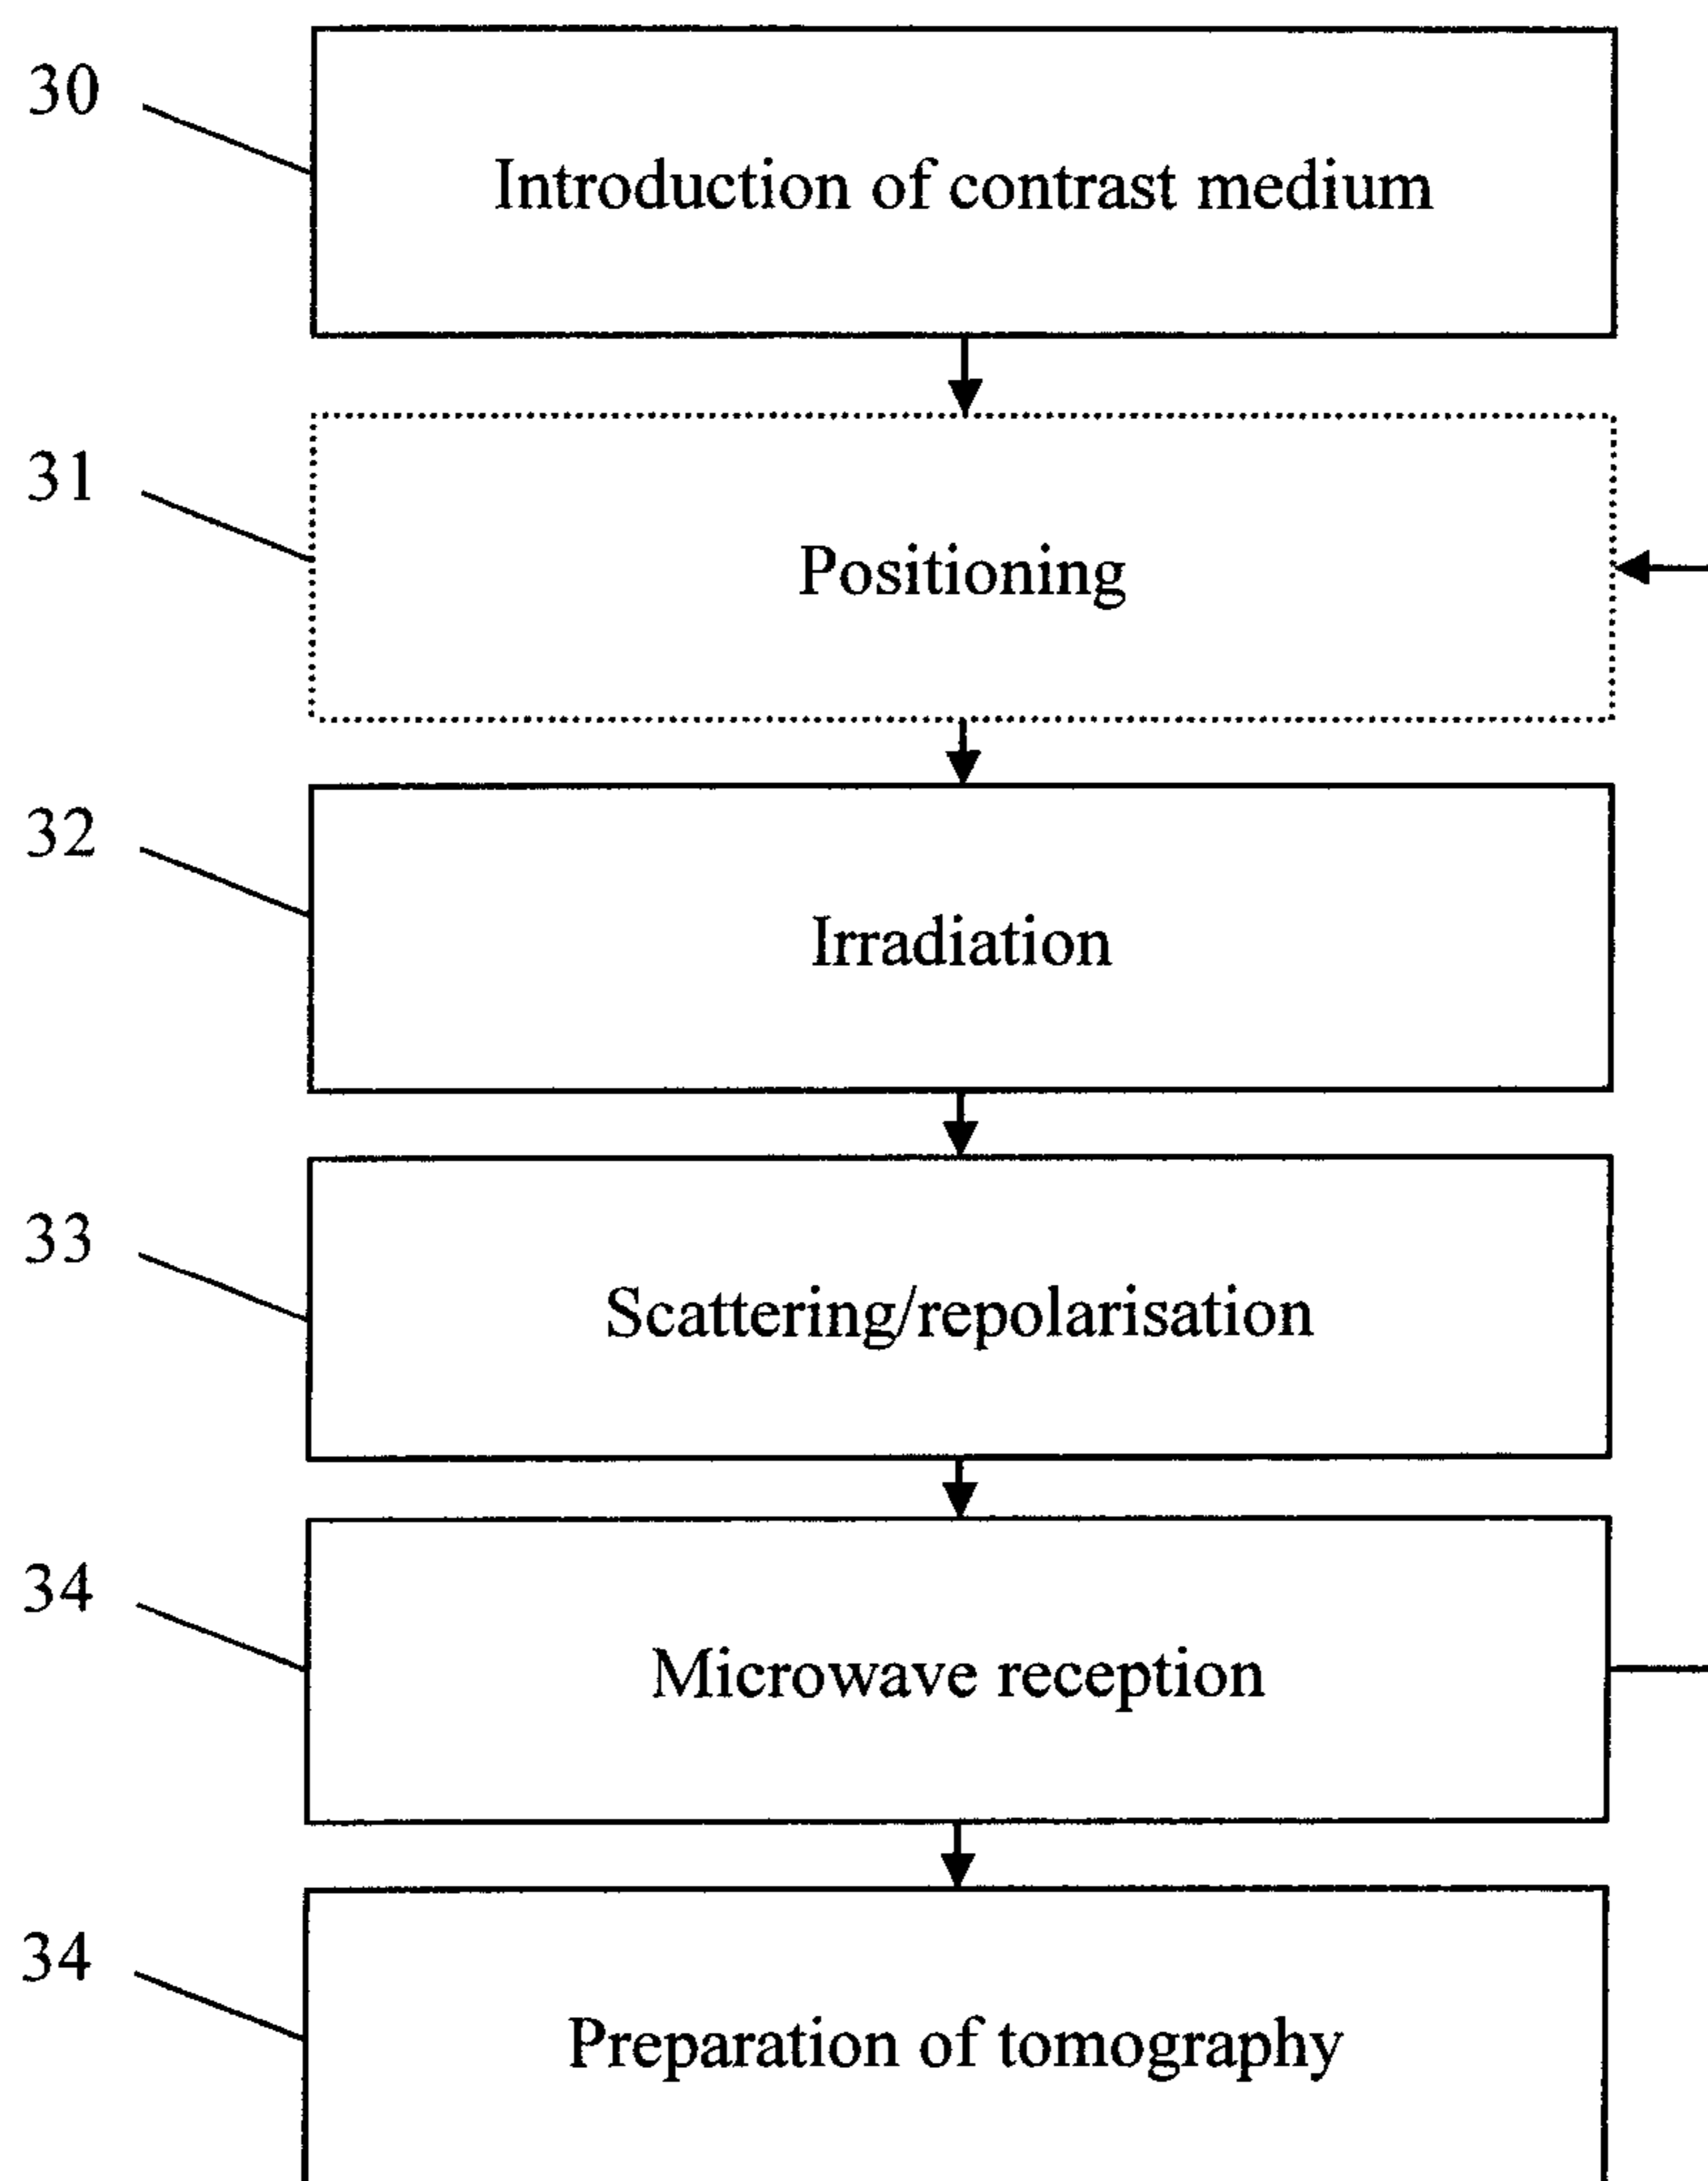 30
Introduction of contrast medium
31
Positioning
32
Irradiation
33
Scattering/repolarisation
34
Microwave reception
34
Preparation of tomography